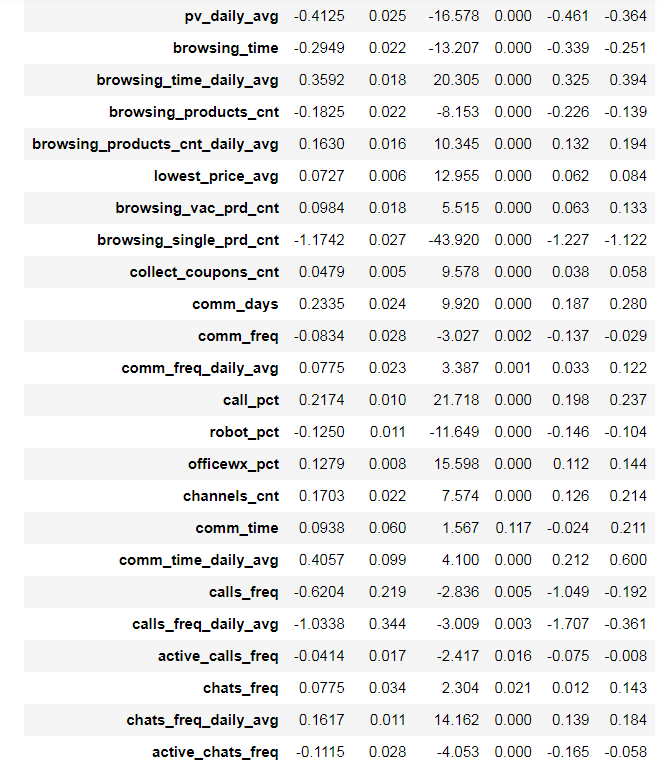 pv_daily_avg -0.4125 0.025 -16.578 0.000 -0.461 -0.364
browsing_time -0.2949 0.022 -13.207 0.000 -0.339 -0.251
browsing_time_daily_avg 0.3592 0.018 20.305 0.000 0.325 0.394
browsing_products_cnt -0.1825 0.022 -8.153 0.000 -0.226 -0.139
browsing_products_cnt_daily_avg 0.1630 0.016 10.345 0.000 0.132 0.194
lowest_price_avg 0.0727 0.006 12.955 0.000 0.062 0.084
browsing_vac_prd_cnt 0.0984 0.018 5.515 0.000 0.063 0.133
browsing_single_prd_cnt -1.1742 0.027 -43.920 0.000 -1.227 -1.122
collect_coupons_cnt 0.0479 0.005 9.578 0.000 0.038 0.058
comm_days 0.2335 0.024 9.920 0.000 0.187 0.280
comm_freq -0.0834 0.028 -3.027 0.002 -0.137 -0.029
comm_freq_daily_avg 0.0775 0.023 3.387 0.001 0.033 0.122
call_pct 0.2174 0.010 21.718 0.000 0.198 0.237
robot_pct -0.1250 0.011 -11.649 0.000 -0.146 -0.104
officewx_pct 0.1279 0.008 15.598 0.000 0.112 0.144
channels_cnt 0.1703 0.022 7.574 0.000 0.126 0.214
comm_time 0.0938 0.060 1.567 0.117 -0.024 0.211
comm_time_daily_avg 0.4057 0.099 4.100 0.000 0.212 0.600
calls_freq -0.6204 0.219 -2.836 0.005 -1.049 -0.192
calls_freq_daily_avg -1.0338 0.344 -3.009 0.003 -1.707 -0.361
active_calls_freq -0.0414 0.017 -2.417 0.016 -0.075 -0.008
chats_freq 0.0775 0.034 2.304 0.021 0.012 0.143
chats_freq_daily_avg 0.1617 0.011 14.162 0.000 0.139 0.184
active_chats_freq -0.1115 0.028 -4.053 0.000 -0.165 -0.058